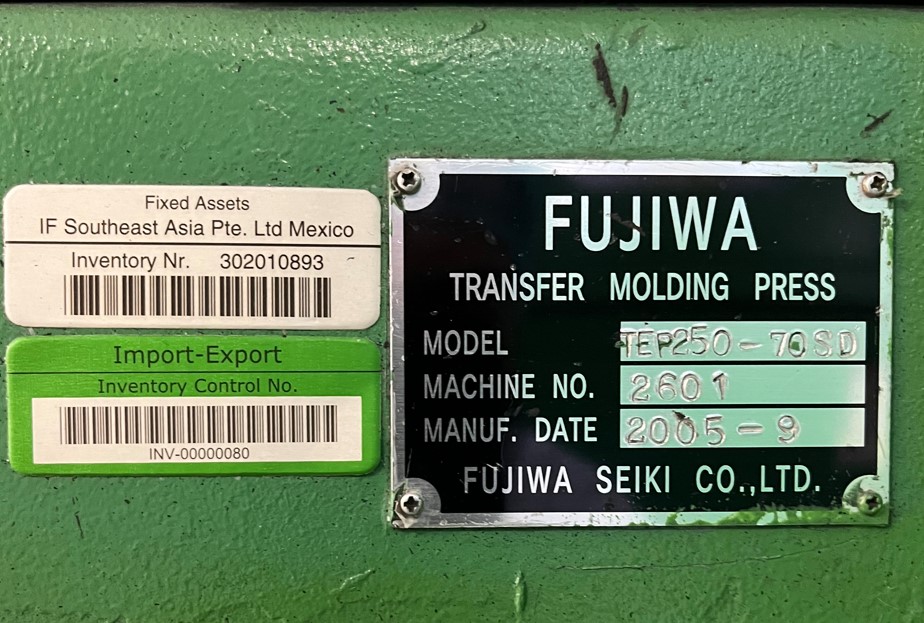 Fixed Assets
IF Southeast Asia Pte. Ltd Mexico
Inventory Nr. 302010893
Import-Export
Inventory Control No.
INV-00000080
FUJIWA
TRANSFER MOLDING PRESS
MODEL TEP250-70SD
MACHINE NO. 2601
MANUF. DATE 2005-9
FUJIWA SEIKI CO.,LTD.